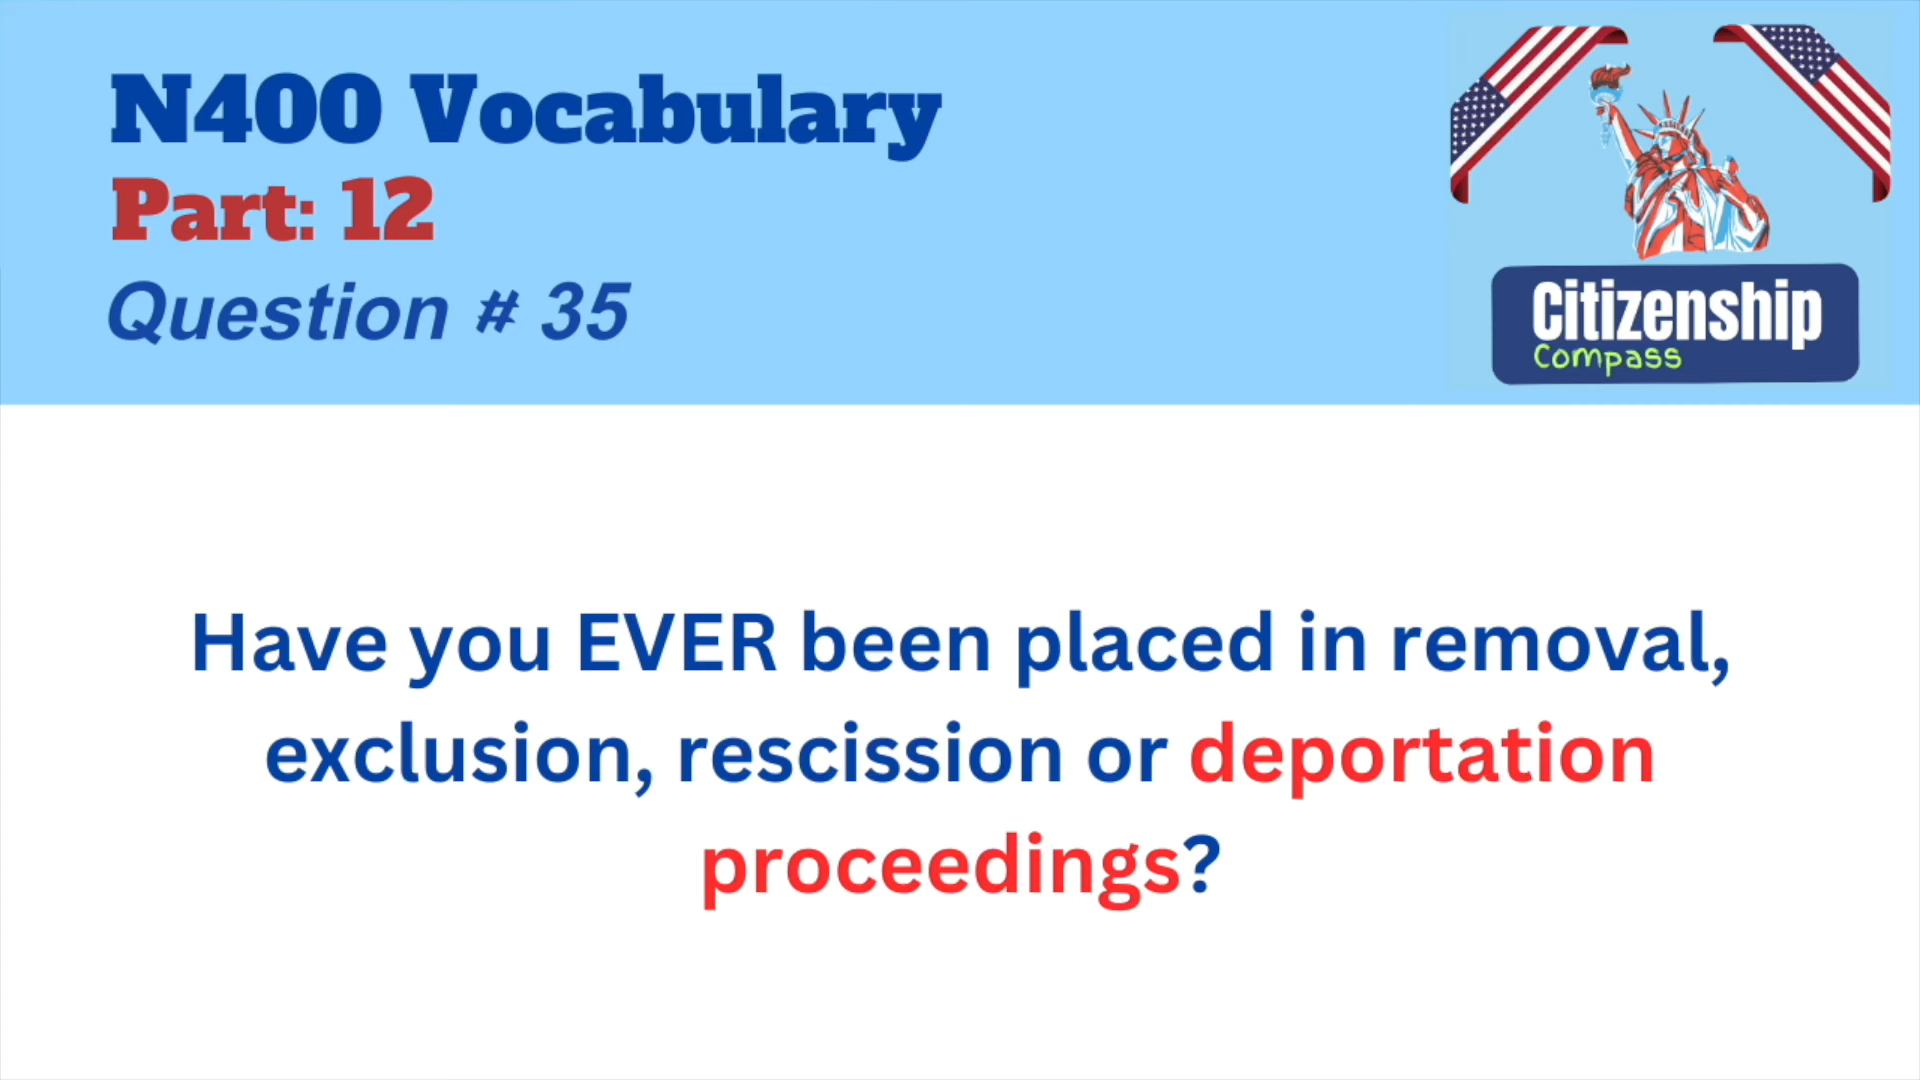 N400 Vocabulary
Part: 12
Question # 35
Citizenship
Compass
Have you EVER been placed in removal,
exclusion, rescission or deportation
proceedings?